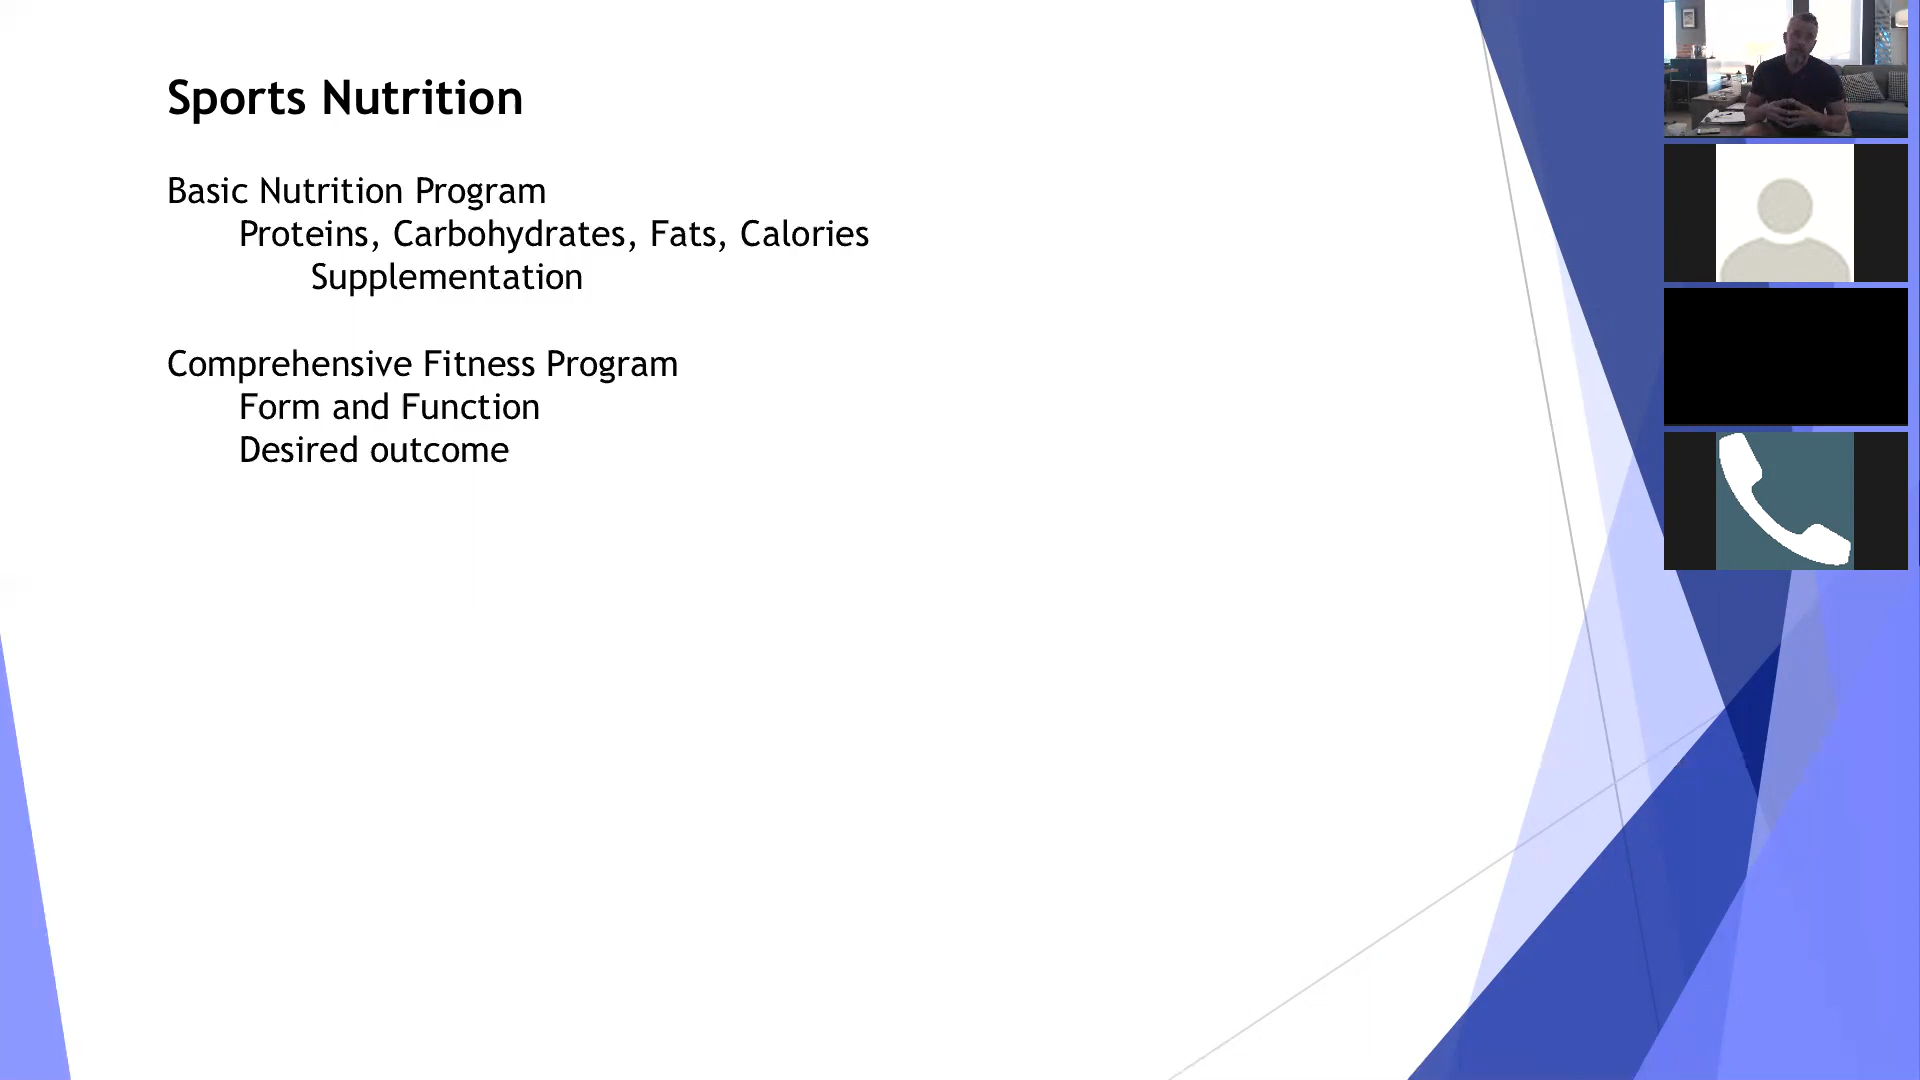 Sports Nutrition
Basic Nutrition Program
Proteins, Carbohydrates, Fats, Calories
Supplementation
Comprehensive Fitness Program
Form and Function
Desired outcome